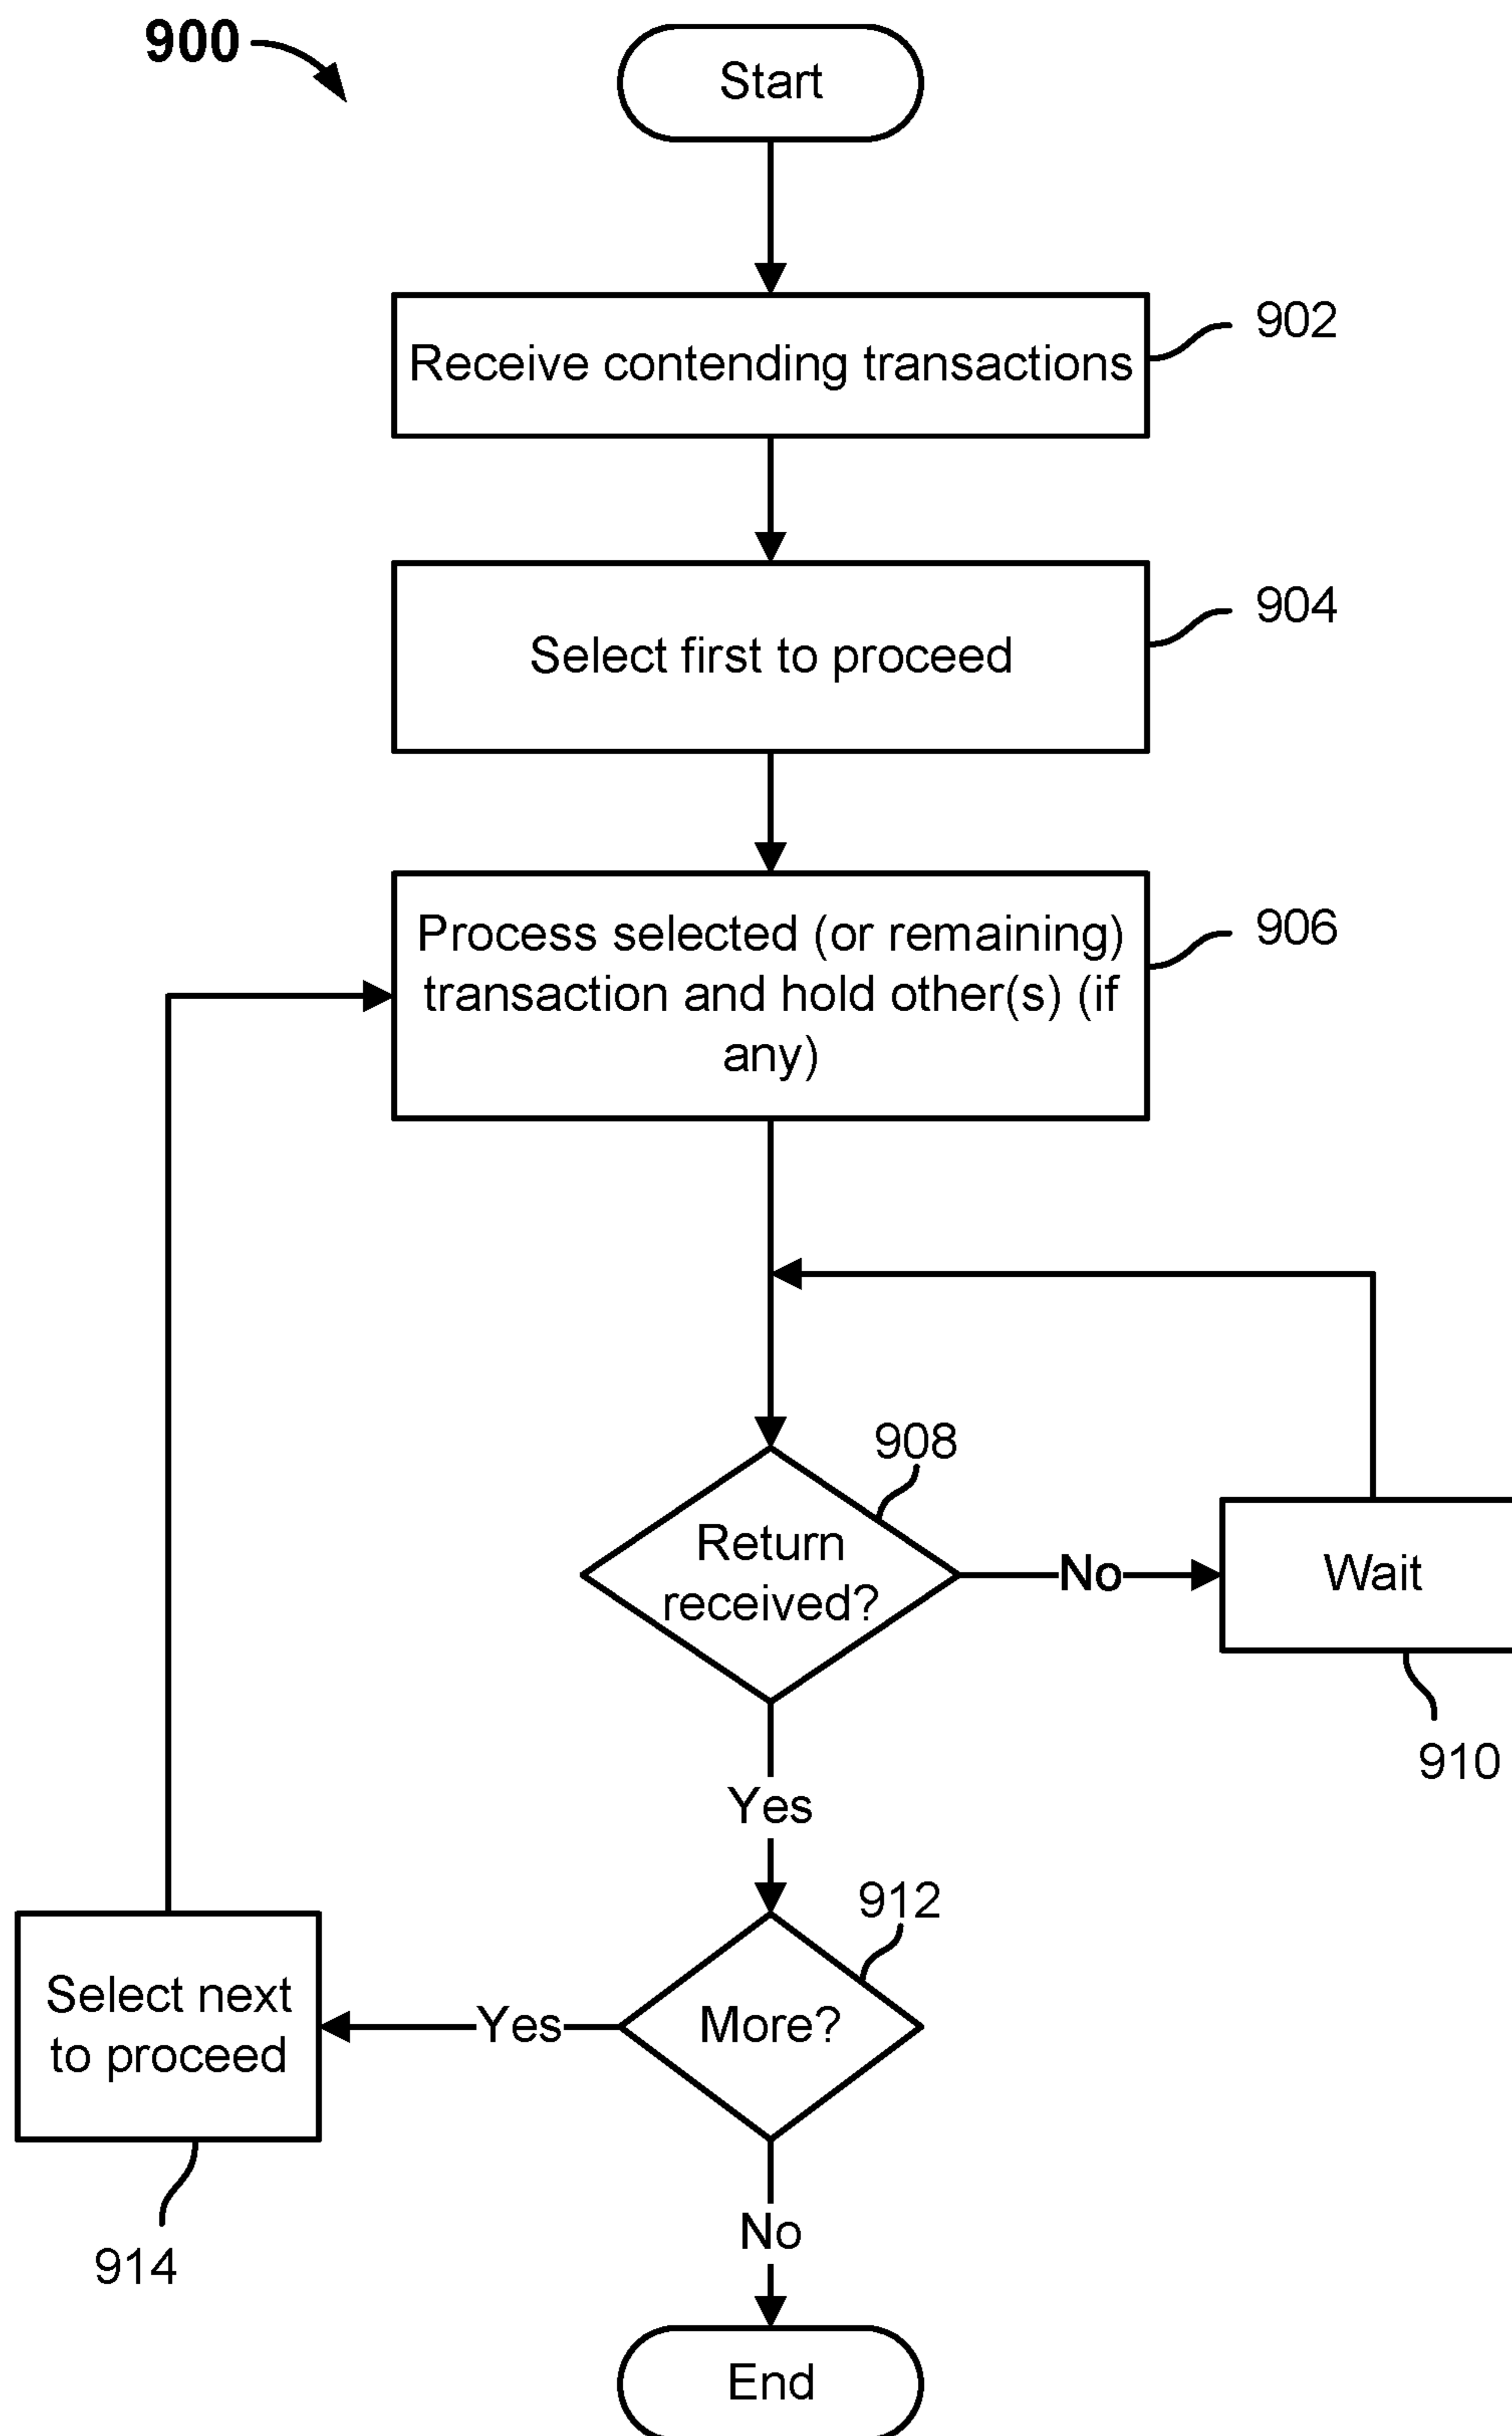 900
Start
Receive contending transactions
902
Select first to proceed
904
Process selected (or remaining)
transaction and hold other(s) (if
any)
906
908
Return
received?
No
Wait
910
Yes
912
More?
Yes
Select next
to proceed
914
No
End